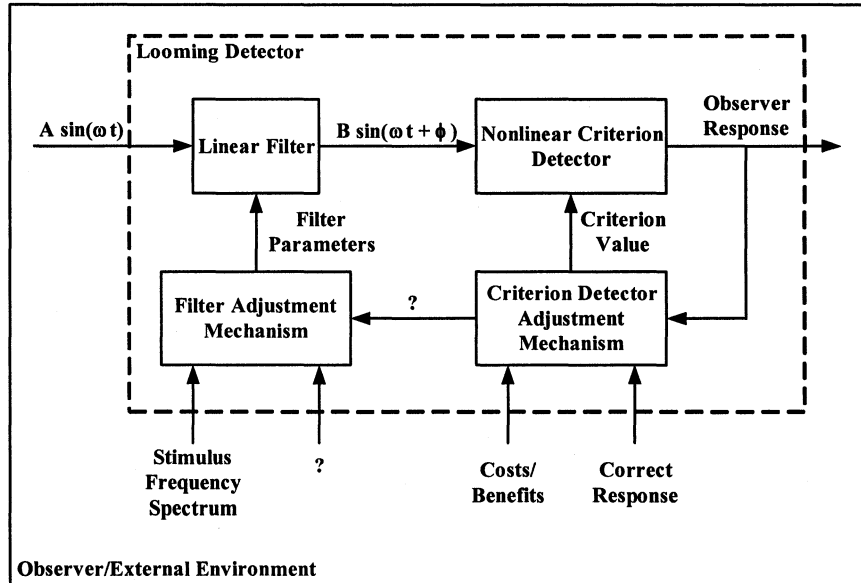 Looming Detector
A sin(ω t)
Linear Filter
B sin(ω t + ϕ)
Nonlinear Criterion
Detector
Observer
Response
Filter
Parameters
Criterion
Value
Filter Adjustment
Mechanism
?
Criterion Detector
Adjustment
Mechanism
Stimulus
Frequency
Spectrum
?
Costs/
Benefits
Correct
Response
Observer/External Environment